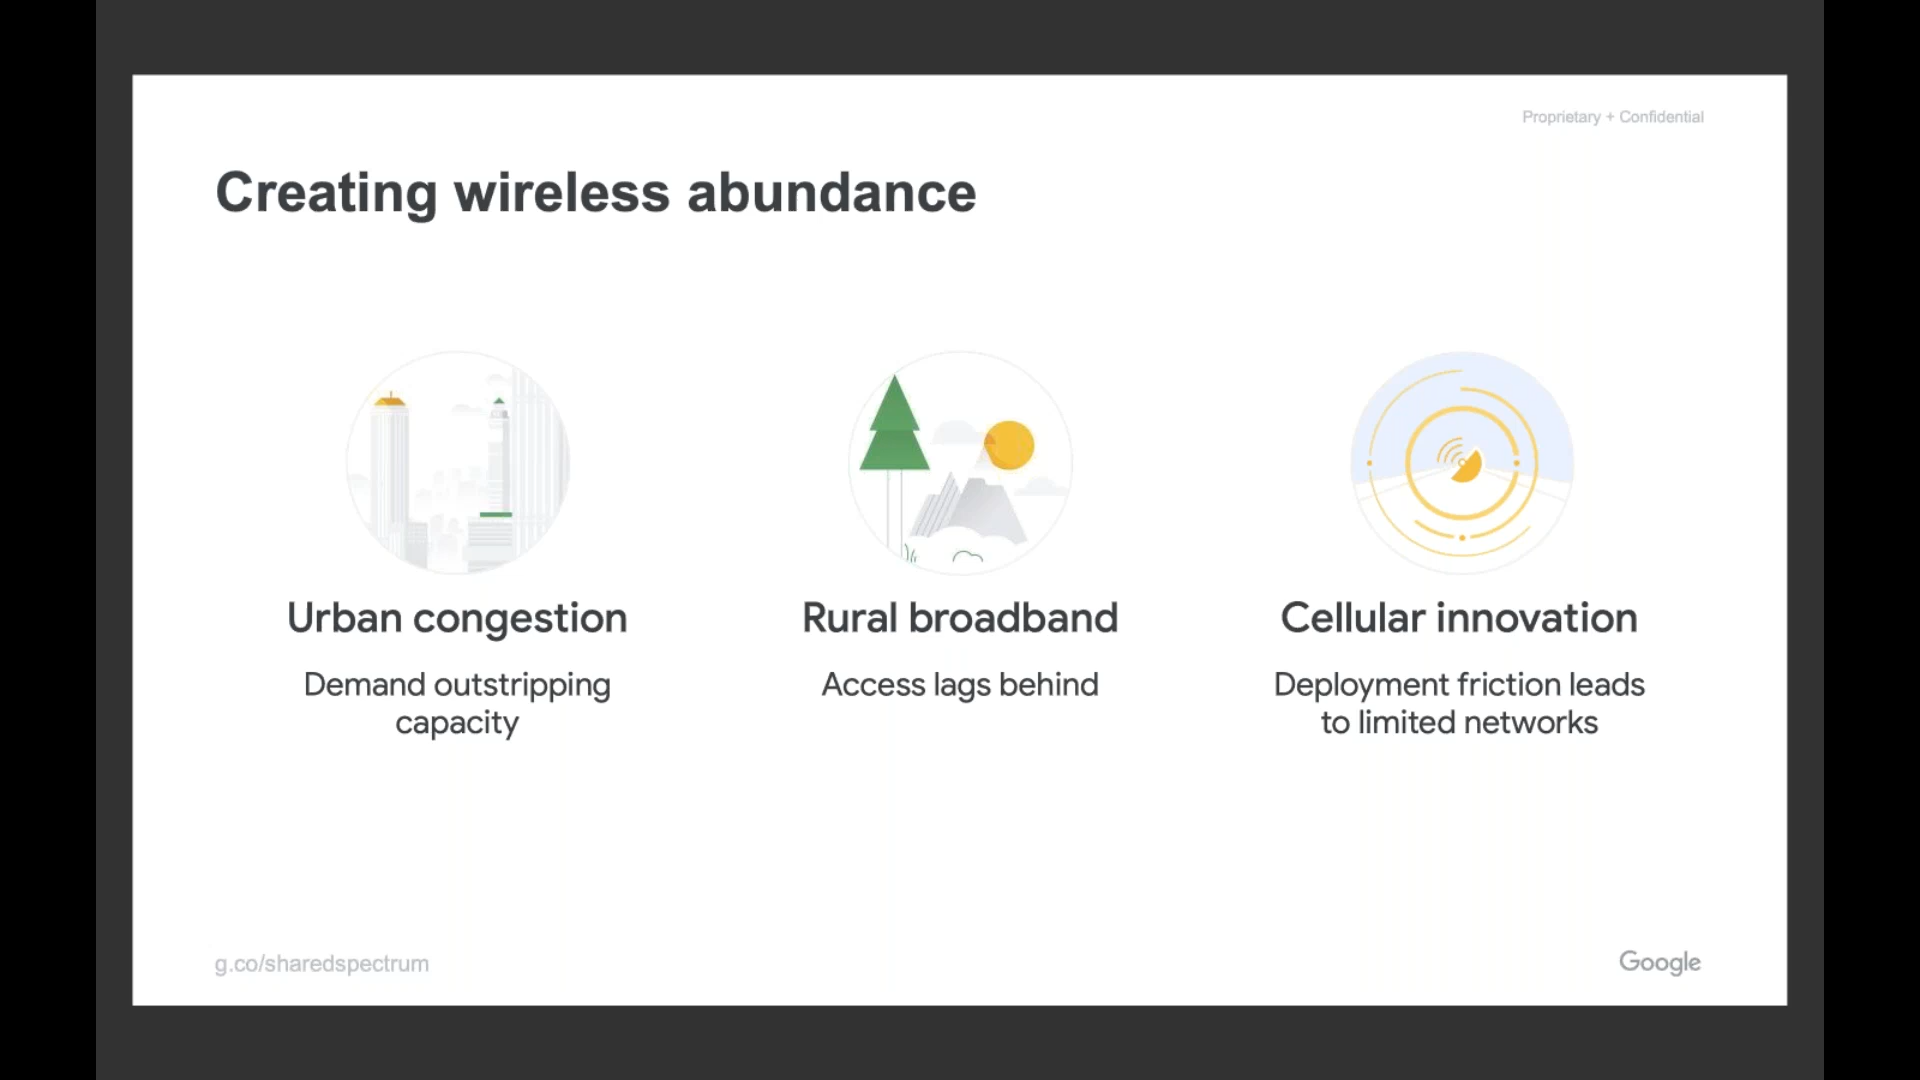 Proprietary + Confidential
Creating wireless abundance
Urban congestion
Demand outstripping
capacity
Rural broadband
Access lags behind
Cellular innovation
Deployment friction leads
to limited networks
g.co/sharedspectrum
Google